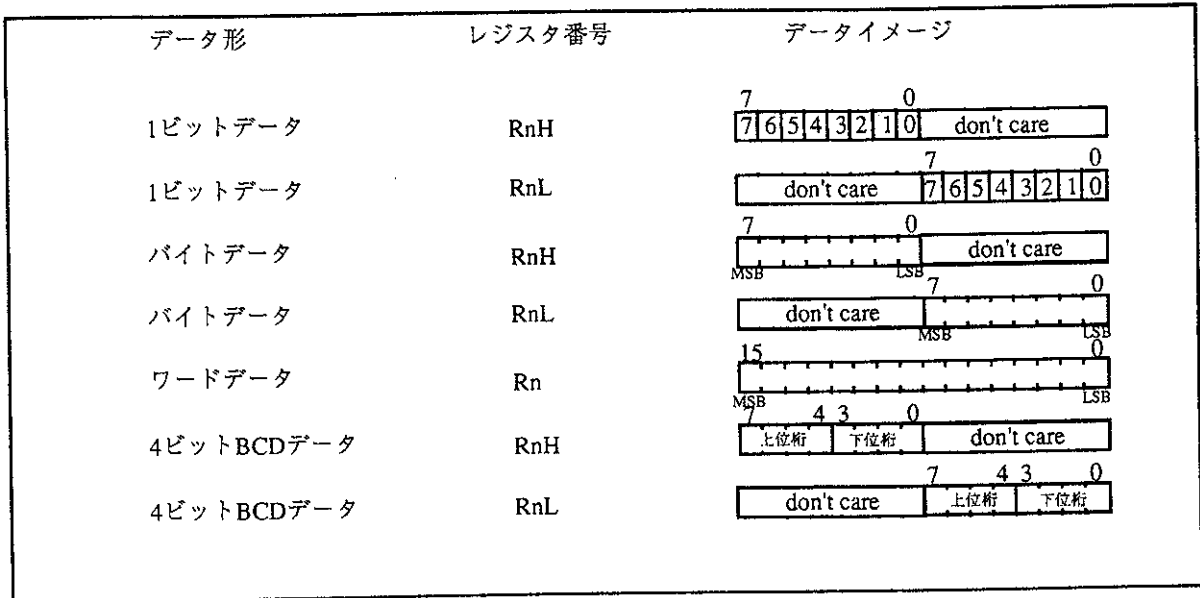 データ形 レジスタ番号 データイメージ
7 0
1ビットデータ RnH 7 6 5 4 3 2 1 0 don't care
7 0
1ビットデータ RnL don't care 7 6 5 4 3 2 1 0
7 0
バイトデータ RnH don't care
MSB LSB
7 0
バイトデータ RnL don't care
MSB LSB
15 0
ワードデータ Rn
MSB LSB
7 4 3 0
4ビットBCDデータ RnH 上位桁 下位桁 don't care
7 4 3 0
4ビットBCDデータ RnL don't care 上位桁 下位桁